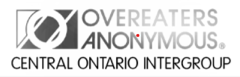 OVEREATERS
ANONYMOUS®
CENTRAL ONTARIO INTERGROUP